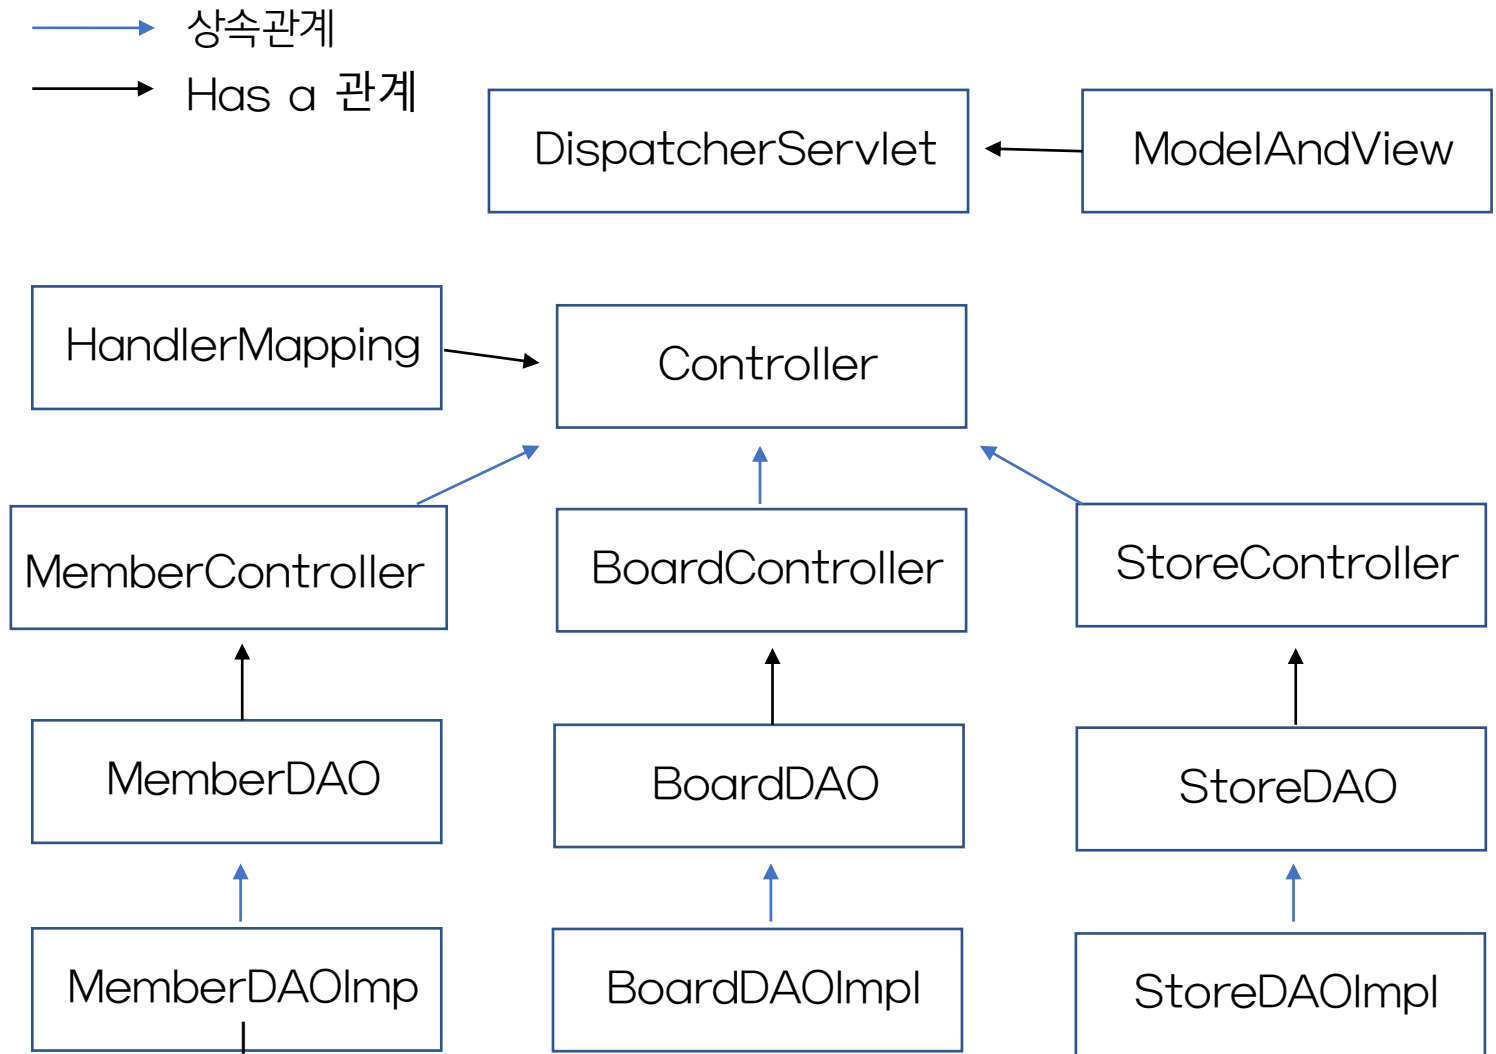 상속관계
Has a 관계
DispatcherServlet
ModelAndView
HandlerMapping
Controller
MemberController
BoardController
StoreController
MemberDAO
BoardDAO
StoreDAO
MemberDAOImp
BoardDAOImpl
StoreDAOImpl